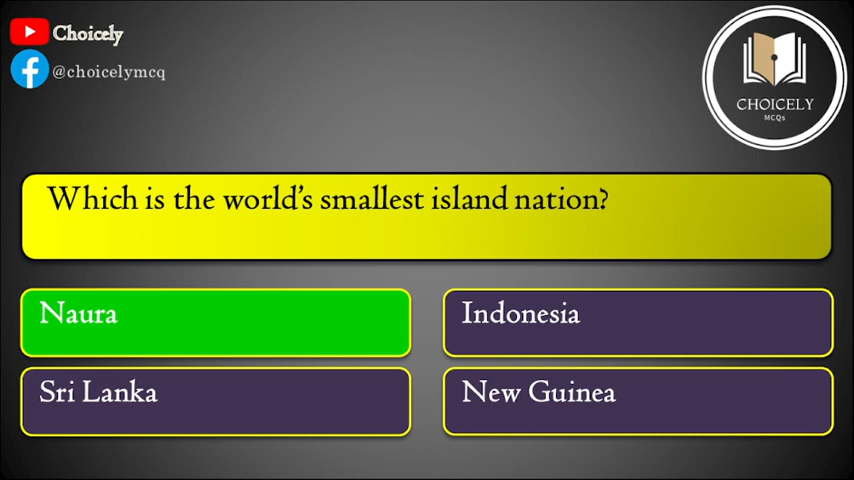 Choicely
@choicelymcq
CHOICELY
MCQs
Which is the world's smallest island nation?
Naura
Indonesia
Sri Lanka
New Guinea